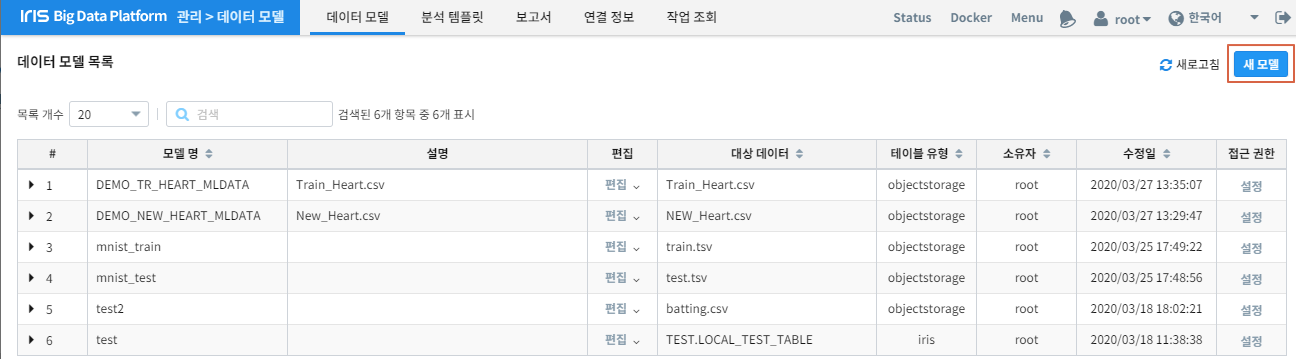 IRIS Big Data Platform 관리 > 데이터 모델 데이터 모델 분석 템플릿 보고서 연결 정보 작업 조회 Status Docker Menu root 한국어
데이터 모델 목록 새로고침 새 모델
목록 개수 20 검색 검색된 6개 항목 중 6개 표시
# 모델 명 설명 편집 대상 데이터 테이블 유형 소유자 수정일 접근 권한
1 DEMO_TR_HEART_MLDATA Train_Heart.csv 편집 Train_Heart.csv objectstorage root 2020/03/27 13:35:07 설정
2 DEMO_NEW_HEART_MLDATA New_Heart.csv 편집 NEW_Heart.csv objectstorage root 2020/03/27 13:29:47 설정
3 mnist_train 편집 train.tsv objectstorage root 2020/03/25 17:49:22 설정
4 mnist_test 편집 test.tsv objectstorage root 2020/03/25 17:48:56 설정
5 test2 편집 batting.csv objectstorage root 2020/03/18 18:02:21 설정
6 test 편집 TEST.LOCAL_TEST_TABLE iris root 2020/03/18 11:38:38 설정